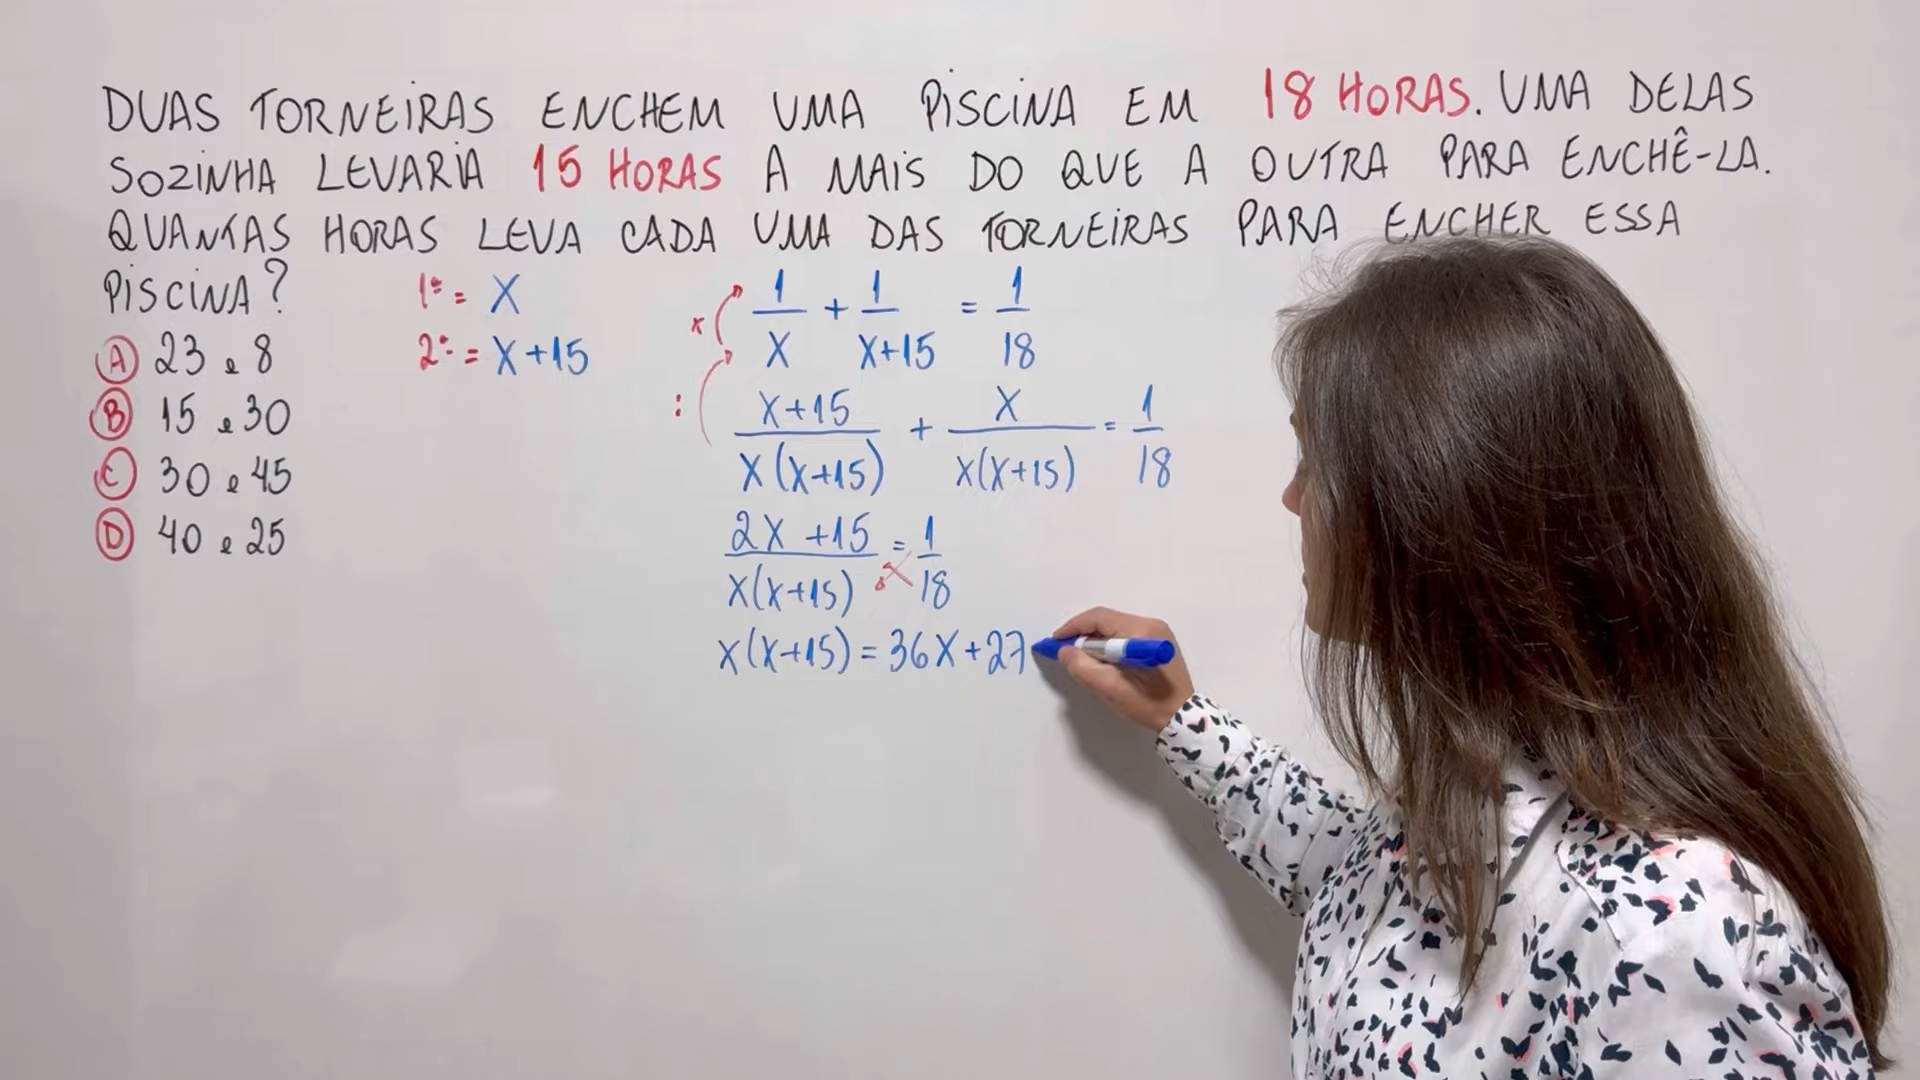 DUAS TORNEIRAS ENCHEM UMA PISCINA EM 18 HORAS. UMA DELAS
SOZINHA LEVARIA 15 HORAS A MAIS DO QUE A OUTRA PARA ENCHÊ-LA.
QUANTAS HORAS LEVA CADA UMA DAS TORNEIRAS PARA ENCHER ESSA
PISCINA?
A 23 e 8
B 15 e 30
C 30 e 45
D 40 e 25
1ª = X
2ª = X+15
1/X + 1/X+15 = 1/18
x
:
X+15/X(X+15) + X/X(X+15) = 1/18
2X+15/X(X+15) = 1/18
X(X+15) = 36X+27